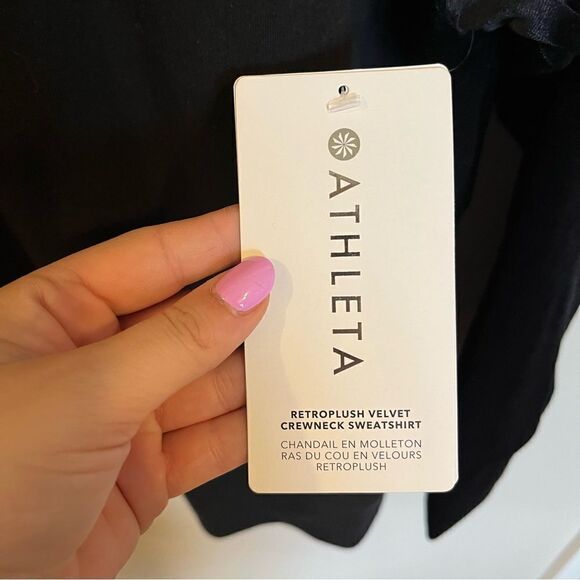 ATHLETA
RETROPLUSH VELVET
CREWNECK SWEATSHIRT
CHANDAIL EN MOLLETON
RAS DU COU EN VELOURS
RETROPLUSH